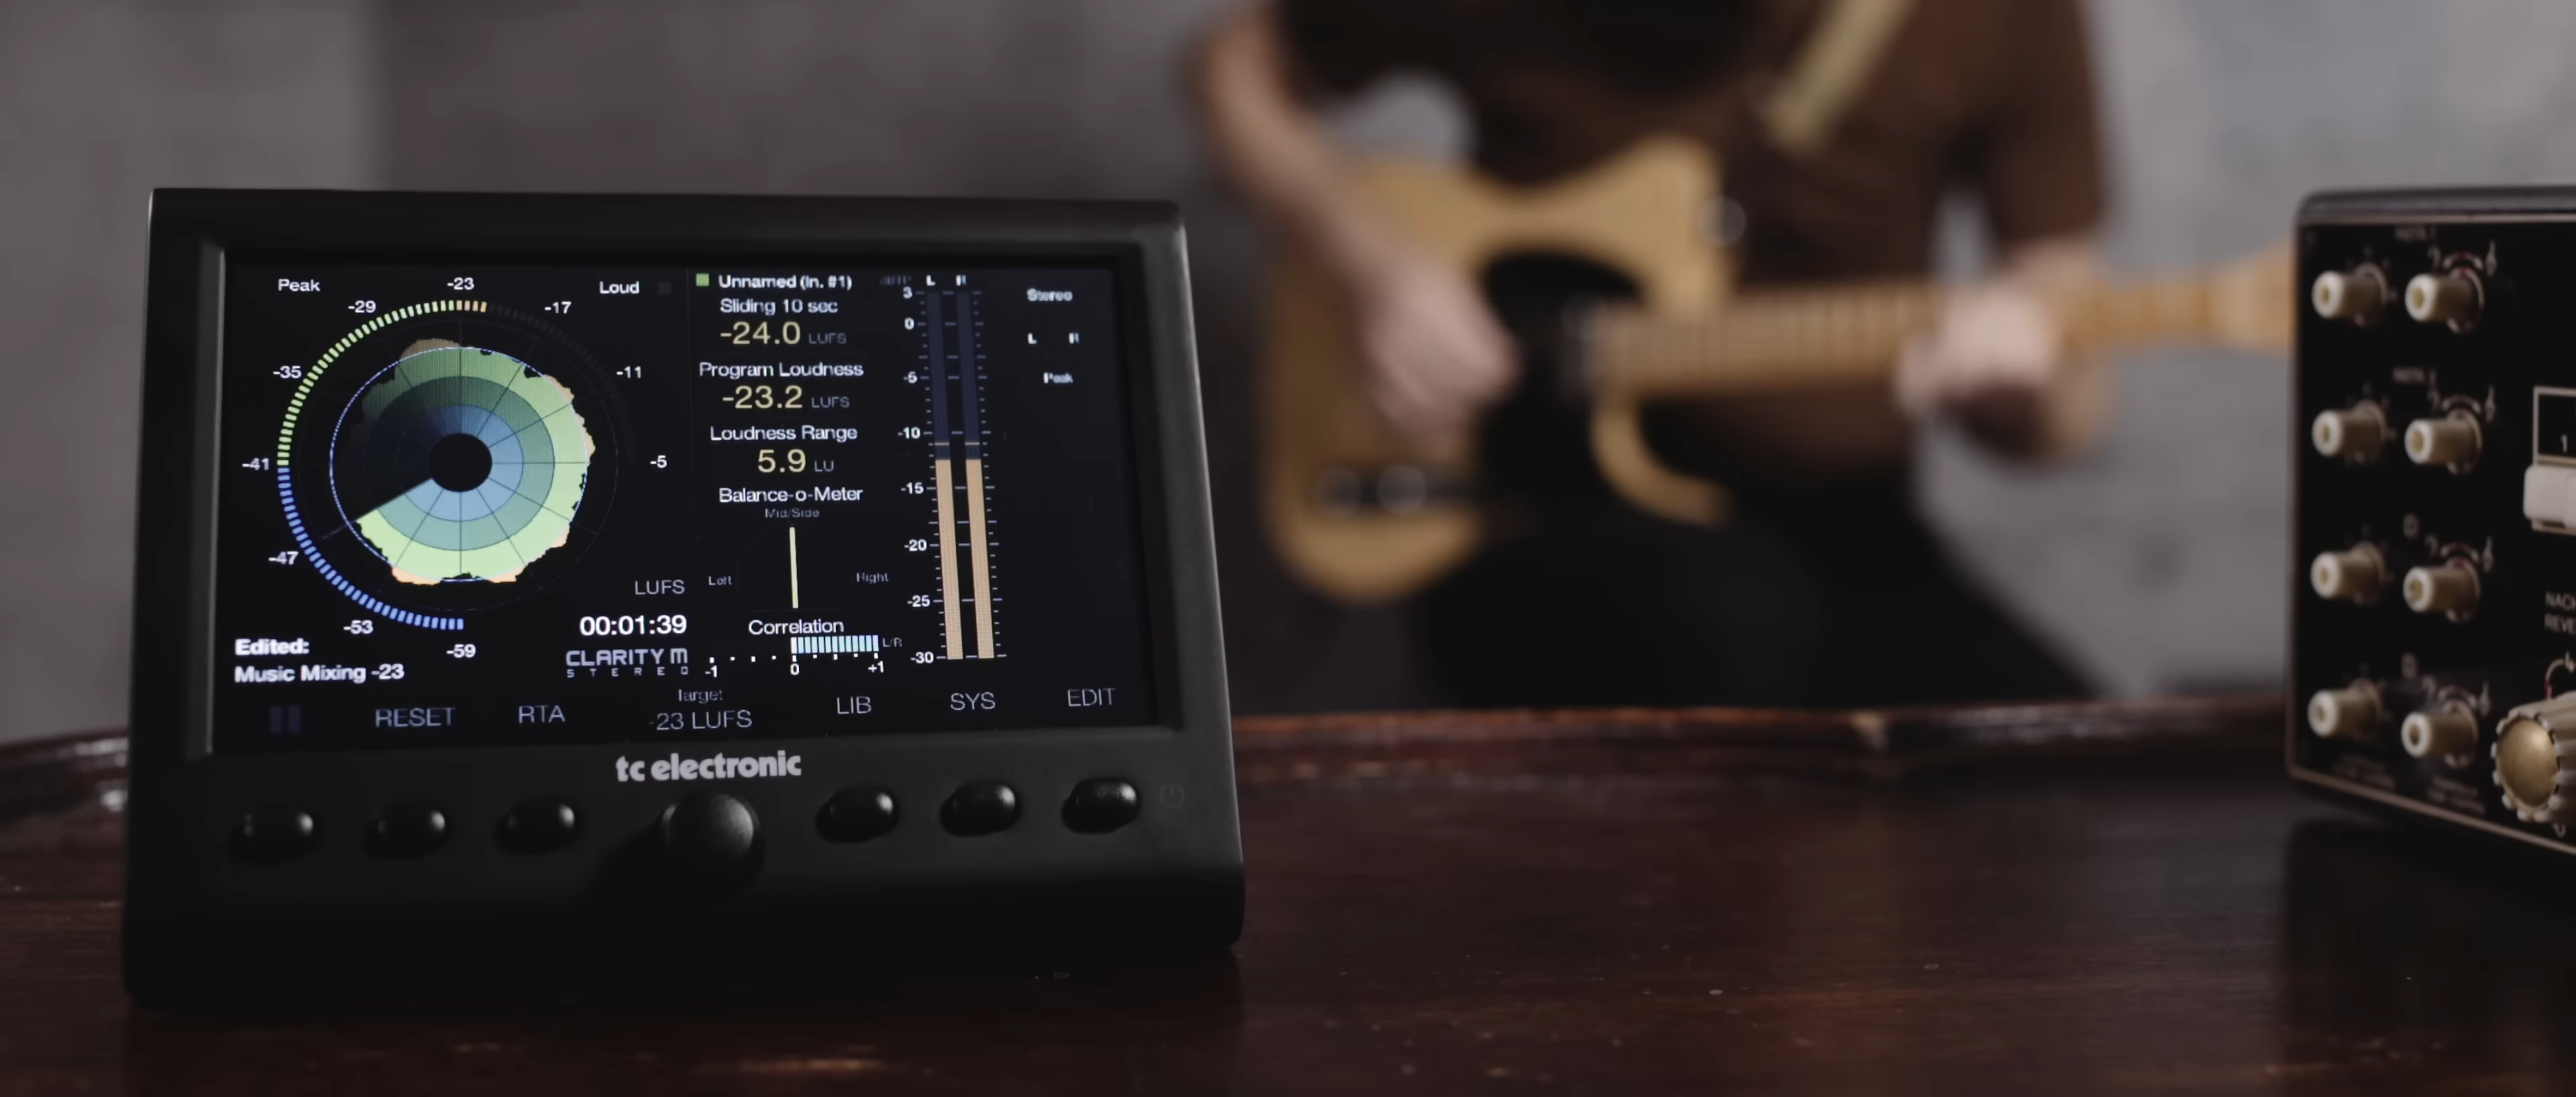 Peak
-23
Loud
-29
-17
-35
-11
-41
-5
-47
-53
-59
LUFS
00:01:39
CLARITY M
STEREO
Edited:
Music Mixing -23
Unnamed (In. #1)
Sliding 10 sec
-24.0 LUFS
Program Loudness
-23.2 LUFS
Loudness Range
5.9 LU
Balance-o-Meter
Mid/Side
Left
Right
Correlation
L/R
-1
0
+1
L R
3
0
-5
-10
-15
-20
-25
-30
Stereo
L R
Peak
RESET
RTA
Target
-23 LUFS
LIB
SYS
EDIT
tc electronic
1